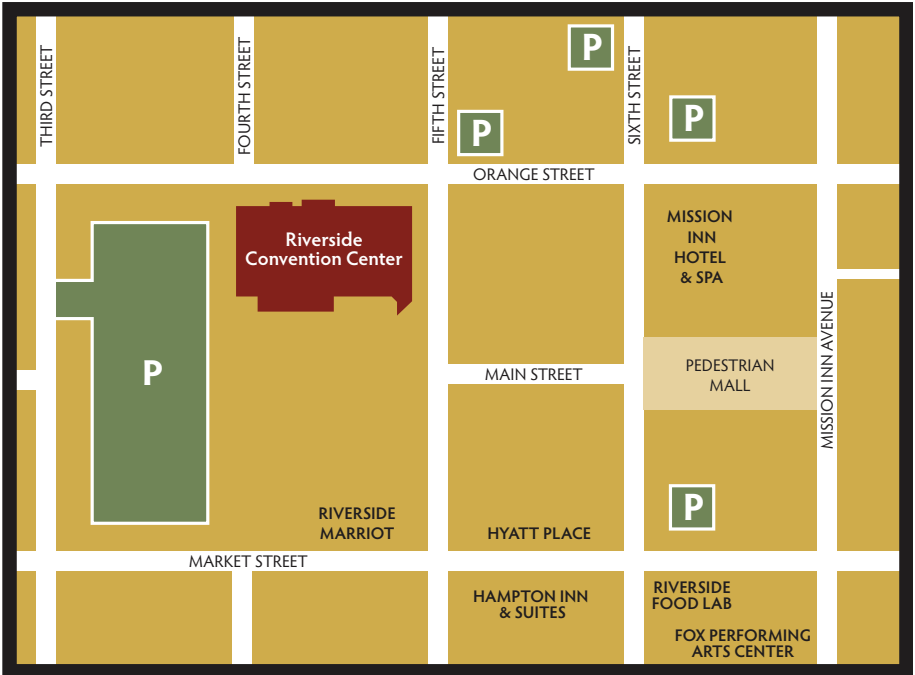 THIRD STREET
FOURTH STREET
FIFTH STREET
SIXTH STREET
P
P
P
ORANGE STREET
Riverside
Convention Center
MISSION
INN
HOTEL
& SPA
MISSION INN AVENUE
P
MAIN STREET
PEDESTRIAN
MALL
P
RIVERSIDE
MARRIOT
HYATT PLACE
MARKET STREET
HAMPTON INN
& SUITES
RIVERSIDE
FOOD LAB
FOX PERFORMING
ARTS CENTER